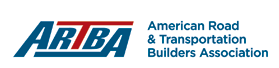 ARTBA
American Road
& Transportation
Builders Association